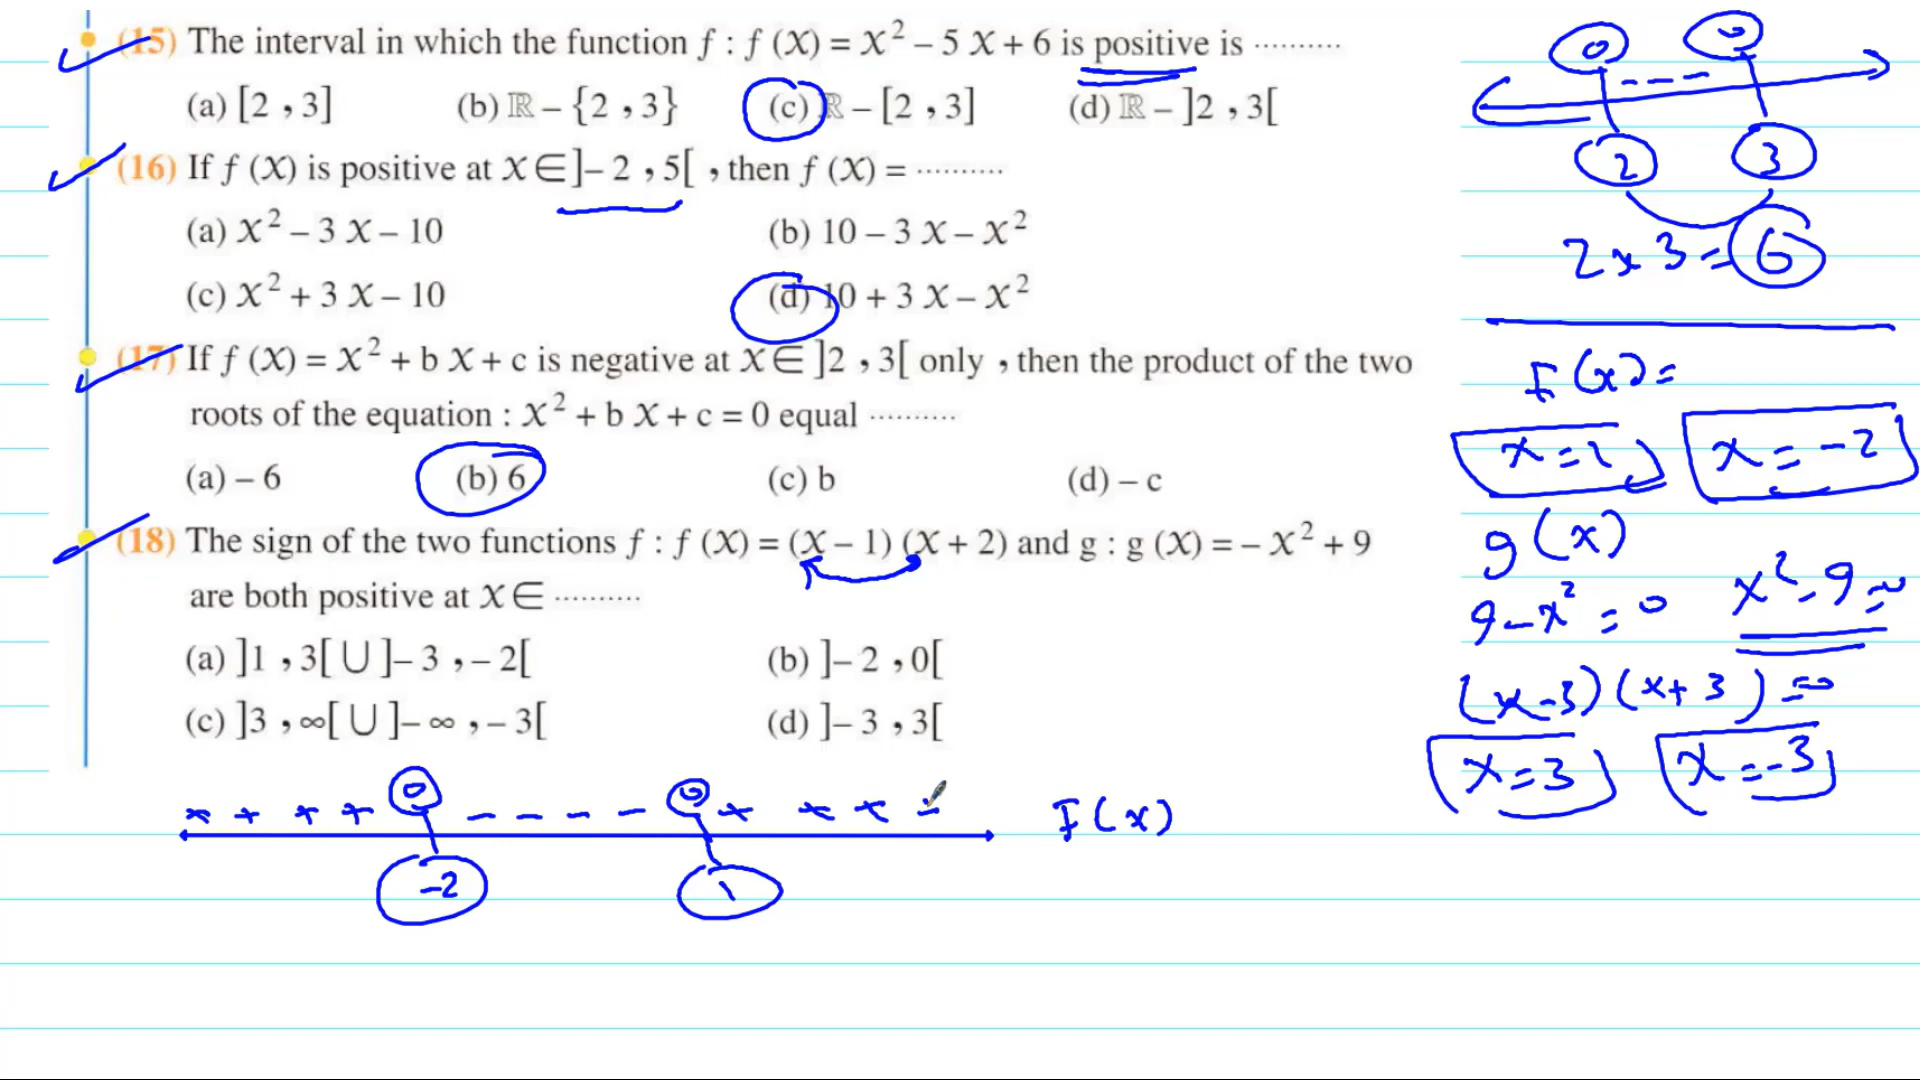 (15) The interval in which the function f : f (X) = X² – 5 X + 6 is positive is ..........
(a) [2 , 3] (b) ℝ – {2 , 3} (c) ℝ – [2 , 3] (d) ℝ – ]2 , 3[
(16) If f (X) is positive at X ∈ ]– 2 , 5[ , then f (X) = ..........
(a) X² – 3 X – 10 (b) 10 – 3 X – X²
(c) X² + 3 X – 10 (d) 10 + 3 X – X²
(17) If f (X) = X² + b X + c is negative at X ∈ ]2 , 3[ only , then the product of the two
roots of the equation : X² + b X + c = 0 equal ..........
(a) – 6 (b) 6 (c) b (d) – c
(18) The sign of the two functions f : f (X) = (X – 1) (X + 2) and g : g (X) = – X² + 9
are both positive at X ∈ ..........
(a) ]1 , 3[ ∪ ]– 3 , – 2[ (b) ]– 2 , 0[
(c) ]3 , ∞[ ∪ ]– ∞ , – 3[ (d) ]– 3 , 3[
+ + + + 0 – – – – 0 + + + F(x)
-2 1
0 0
– – –
2 3
2 x 3 = 6
F(x) =
x = 1 x = -2
g(x)
9 - x² = 0 x² - 9 = 0
(x-3)(x+3) = 0
x = 3 x = -3